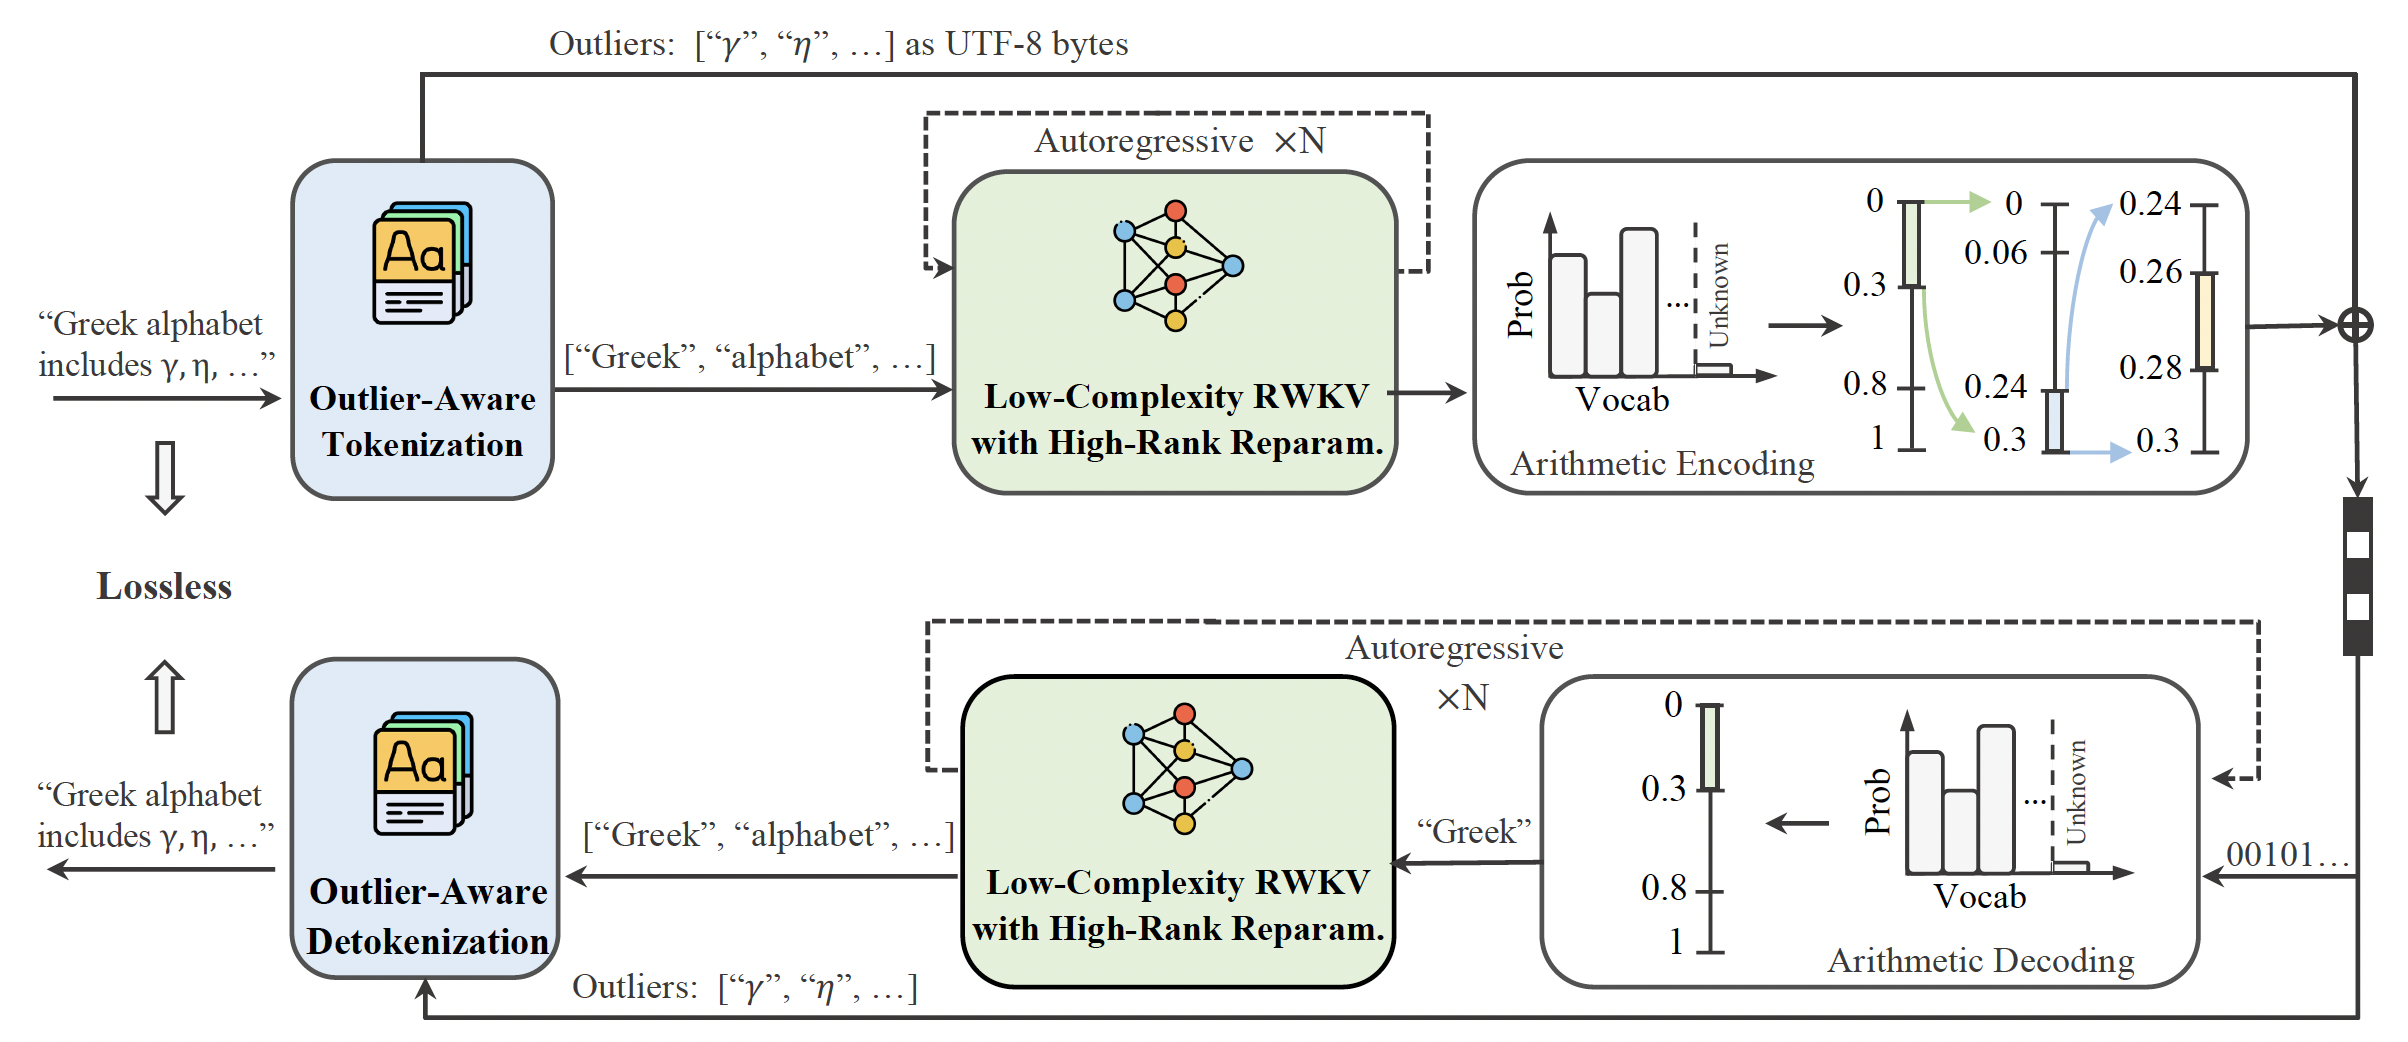 Outliers: [“γ”, “η”, …] as UTF-8 bytes
Autoregressive ×N
“Greek alphabet
includes γ, η, …”
Aa
Outlier-Aware
Tokenization
[“Greek”, “alphabet”, …]
Low-Complexity RWKV
with High-Rank Reparam.
Prob
...
Unknown
Vocab
Arithmetic Encoding
0
0.3
0.8
1
0
0.06
0.24
0.3
0.24
0.26
0.28
0.3
Lossless
Autoregressive
×N
“Greek alphabet
includes γ, η, …”
Aa
Outlier-Aware
Detokenization
[“Greek”, “alphabet”, …]
Low-Complexity RWKV
with High-Rank Reparam.
“Greek”
0
0.3
0.8
1
Prob
...
Unknown
Vocab
Arithmetic Decoding
00101…
Outliers: [“γ”, “η”, …]